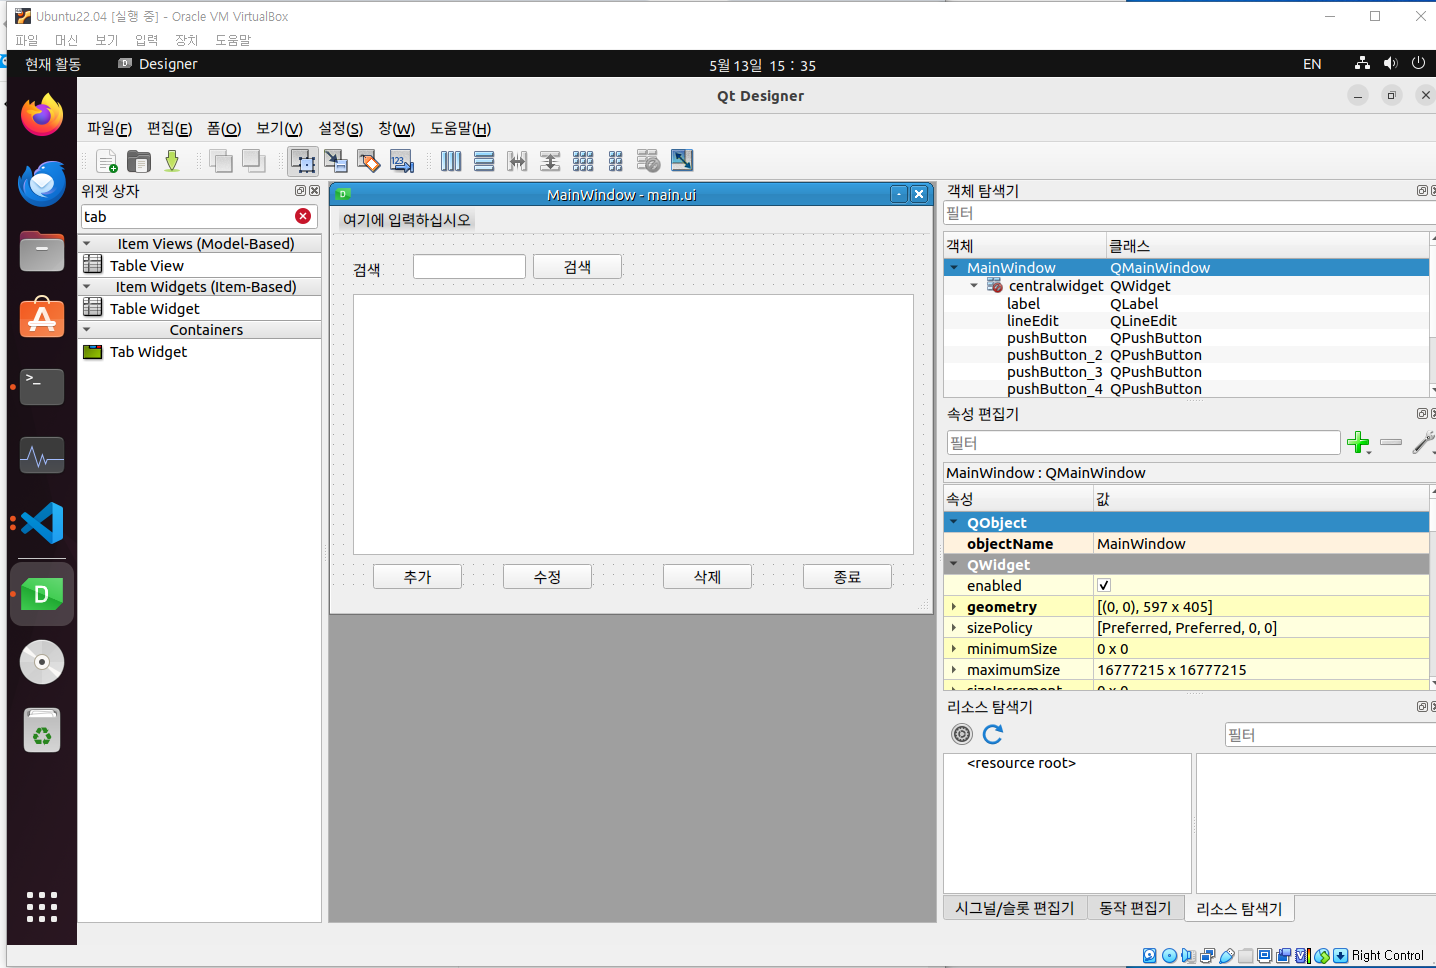 Ubuntu22.04 [실행 중] - Oracle VM VirtualBox
파일 머신 보기 입력 장치 도움말
현재 활동 Designer 5월 13일 15 : 35 EN
Qt Designer
파일(F) 편집(E) 폼(O) 보기(V) 설정(S) 창(W) 도움말(H)
위젯 상자
tab
Item Views (Model-Based)
Table View
Item Widgets (Item-Based)
Table Widget
Containers
Tab Widget
MainWindow - main.ui
여기에 입력하십시오
검색 검색
추가 수정 삭제 종료
객체 탐색기
필터
객체 클래스
MainWindow QMainWindow
centralwidget QWidget
label QLabel
lineEdit QLineEdit
pushButton QPushButton
pushButton_2 QPushButton
pushButton_3 QPushButton
pushButton_4 QPushButton
속성 편집기
필터
MainWindow : QMainWindow
속성 값
QObject
objectName MainWindow
QWidget
enabled
geometry [(0, 0), 597 x 405]
sizePolicy [Preferred, Preferred, 0, 0]
minimumSize 0 x 0
maximumSize 16777215 x 16777215
sizeIncrement 0 x 0
리소스 탐색기
필터
<resource root>
시그널/슬롯 편집기 동작 편집기 리소스 탐색기
Right Control